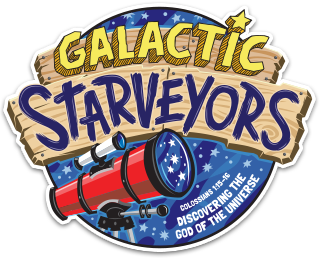 GALACTIC
STARVEYORS
COLOSSIANS 1:15-16
DISCOVERING THE
GOD OF THE UNIVERSE